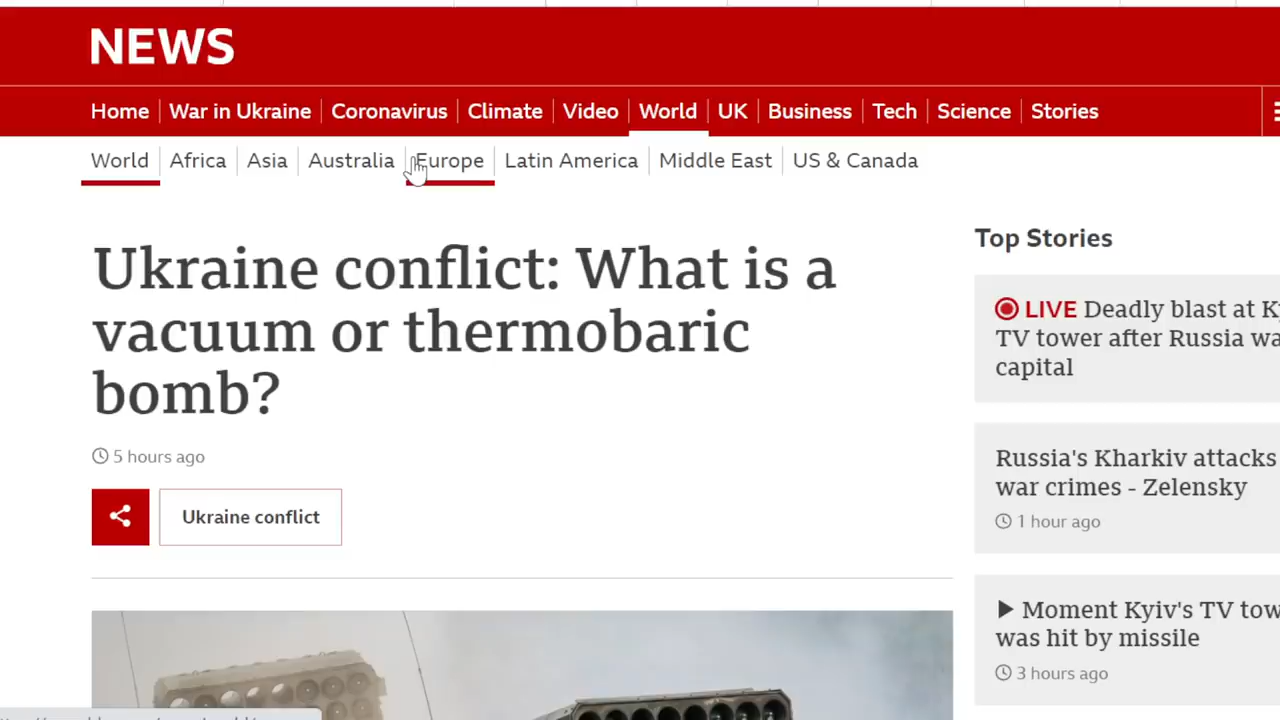 NEWS
Home War in Ukraine Coronavirus Climate Video World UK Business Tech Science Stories
World Africa Asia Australia Europe Latin America Middle East US & Canada
Ukraine conflict: What is a
vacuum or thermobaric
bomb?
5 hours ago
Ukraine conflict
Top Stories
LIVE Deadly blast at
TV tower after Russia
capital
Russia's Kharkiv attacks
war crimes - Zelensky
1 hour ago
Moment Kyiv's TV
was hit by missile
3 hours ago